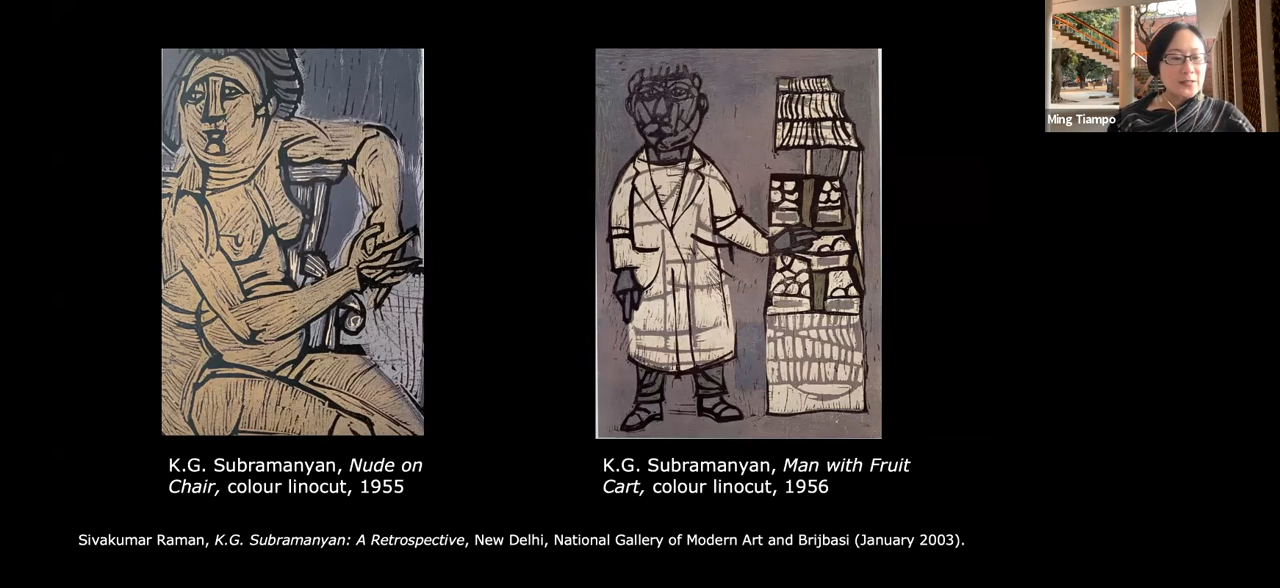 Ming Tiampo
K.G. Subramanyan, Nude on
Chair, colour linocut, 1955
K.G. Subramanyan, Man with Fruit
Cart, colour linocut, 1956
Sivakumar Raman, K.G. Subramanyan: A Retrospective, New Delhi, National Gallery of Modern Art and Brijbasi (January 2003).